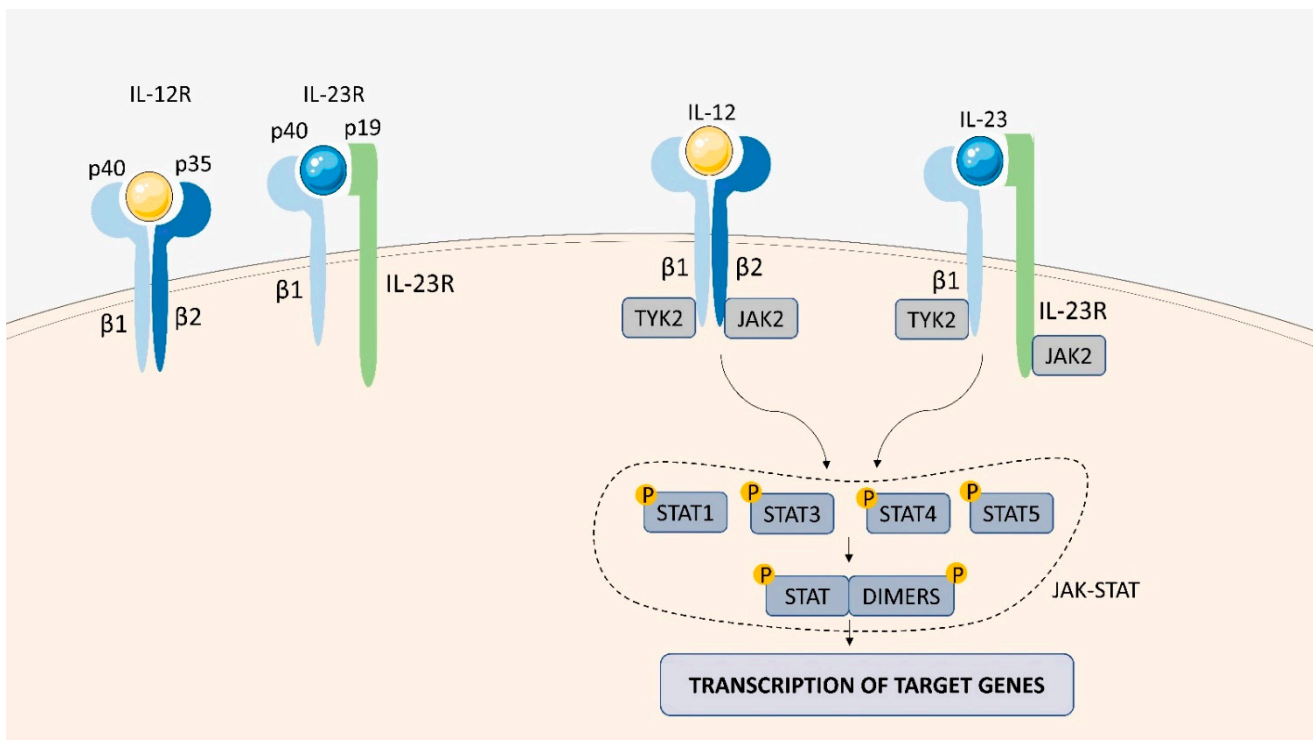 IL-12R
p40
p35
β1
β2
IL-23R
p40
p19
β1
IL-23R
IL-12
β1
β2
TYK2
JAK2
IL-23
β1
TYK2
IL-23R
JAK2
P
STAT1
P
STAT3
P
STAT4
P
STAT5
P
STAT
DIMERS
P
JAK-STAT
TRANSCRIPTION OF TARGET GENES